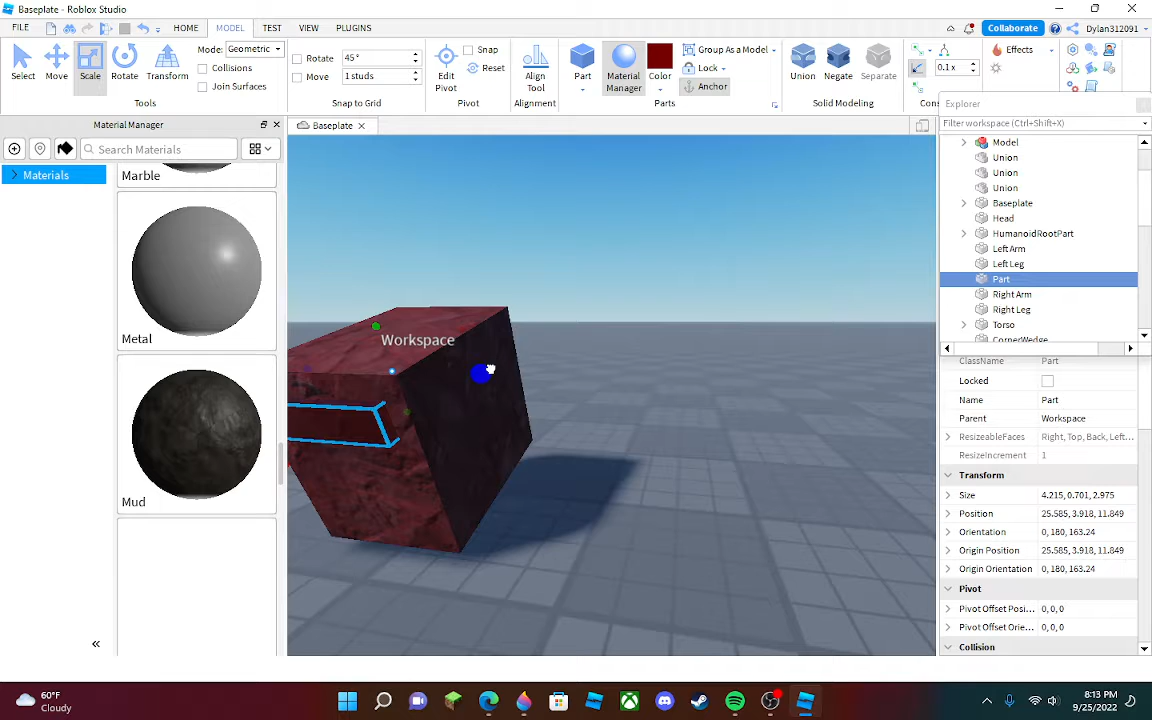 Baseplate - Roblox Studio
FILE
HOME
MODEL
TEST
VIEW
PLUGINS
Collaborate
Dylan312091
Select
Move
Scale
Rotate
Transform
Mode: Geometric
Collisions
Join Surfaces
Tools
Rotate 45°
Move 1 studs
Snap to Grid
Edit Pivot
Snap
Reset
Pivot
Align Tool
Alignment
Part
Material Manager
Color
Group As a Model
Lock
Anchor
Parts
Union
Negate
Separate
Solid Modeling
0.1 x
Cons
Effects
Material Manager
Search Materials
Materials
Marble
Metal
Mud
Baseplate
Workspace
Explorer
Filter workspace (Ctrl+Shift+X)
Model
Union
Union
Union
Baseplate
Head
HumanoidRootPart
Left Arm
Left Leg
Part
Right Arm
Right Leg
Torso
CornerWedge
ClassName Part
Locked
Name Part
Parent Workspace
ResizeableFaces Right, Top, Back, Left...
ResizeIncrement 1
Transform
Size 4.215, 0.701, 2.975
Position 25.585, 3.918, 11.849
Orientation 0, 180, 163.24
Origin Position 25.585, 3.918, 11.849
Origin Orientation 0, 180, 163.24
Pivot
Pivot Offset Posi... 0, 0, 0
Pivot Offset Orie... 0, 0, 0
Collision
60°F
Cloudy
8:13 PM
9/25/2022